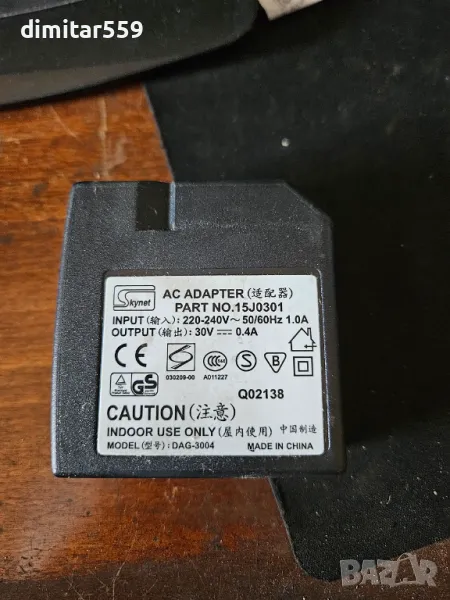 dimitar559
Skynet
AC ADAPTER(适配器)
PART NO.15J0301
INPUT(输入): 220-240V～50/60Hz 1.0A
OUTPUT(输出): 30V ⎓ 0.4A
CE
030209-00 A011227
S B
GS
Q02138
CAUTION(注意)
INDOOR USE ONLY(屋内使用) 中国制造
MODEL(型号): DAG-3004 MADE IN CHINA
BAZAR